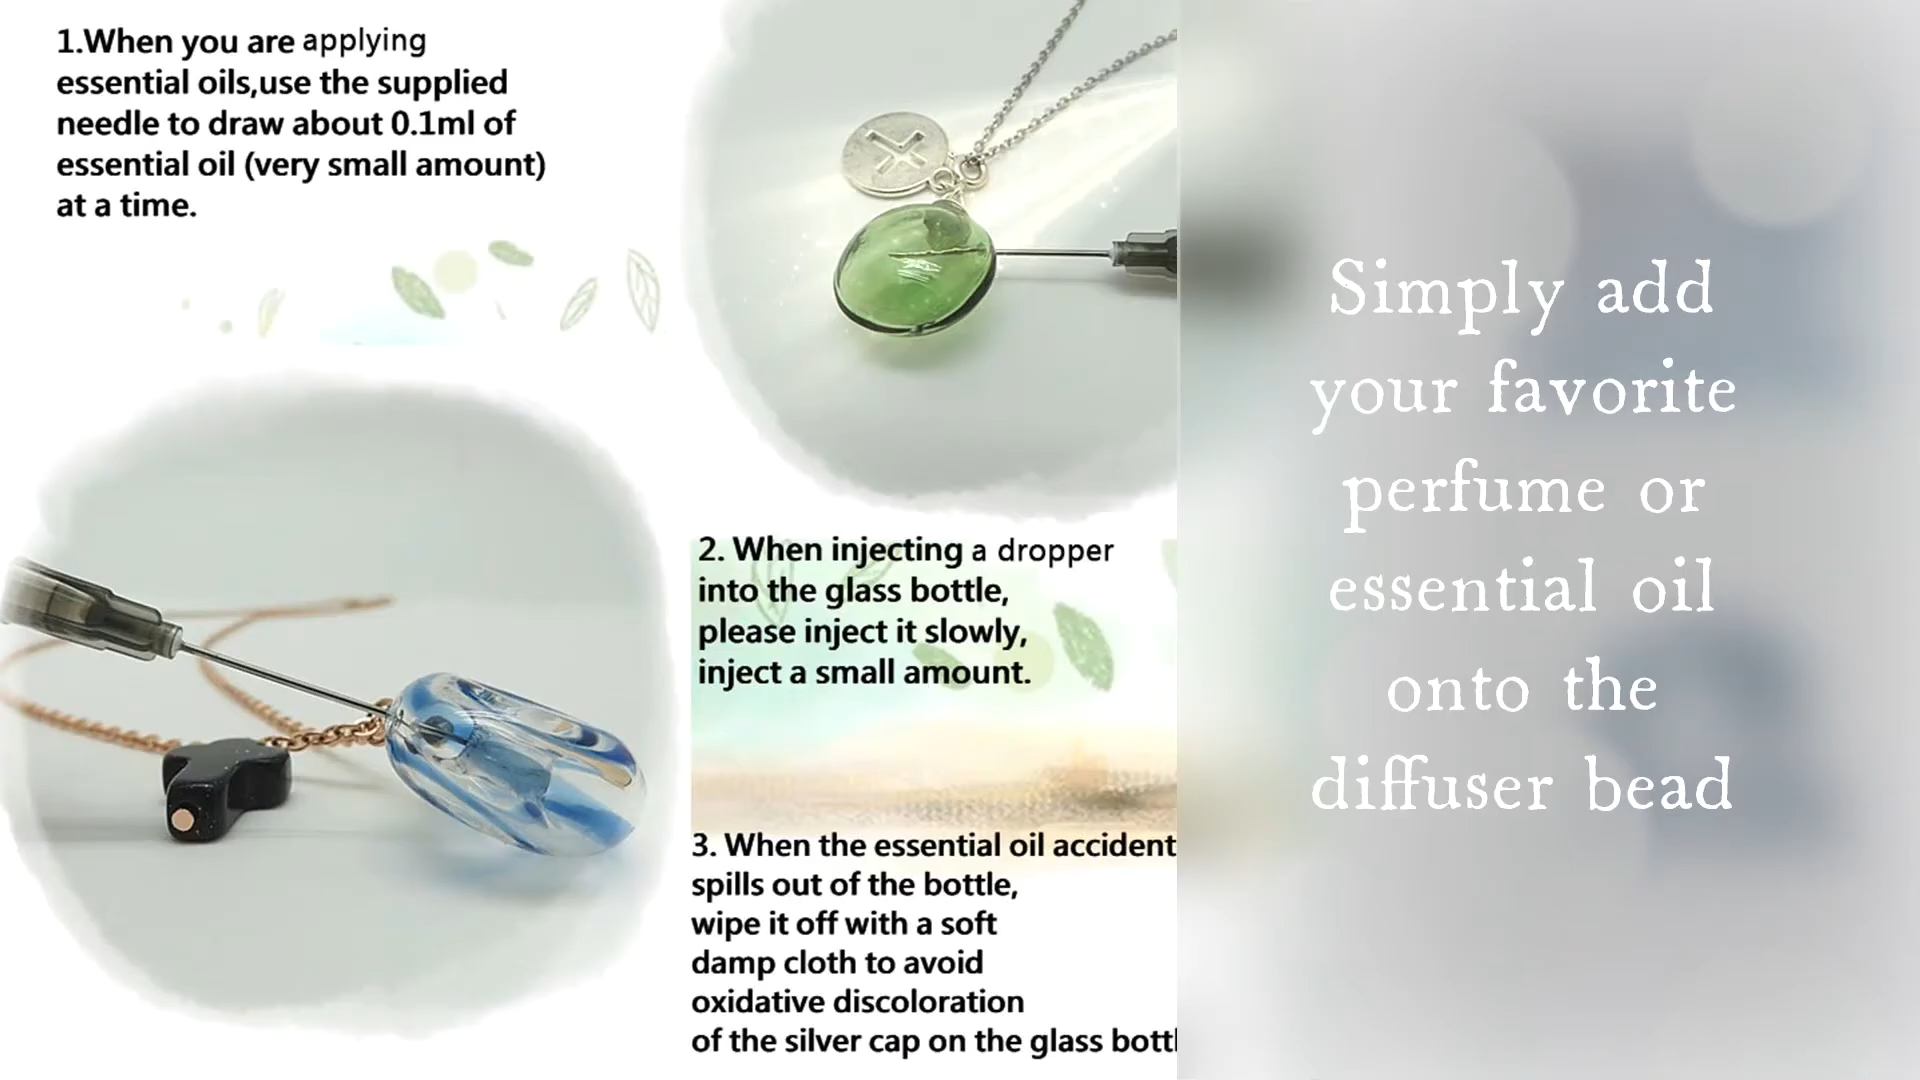 1.When you are applying
essential oils,use the supplied
needle to draw about 0.1ml of
essential oil (very small amount)
at a time.
2. When injecting a dropper
into the glass bottle,
please inject it slowly,
inject a small amount.
3. When the essential oil accident
spills out of the bottle,
wipe it off with a soft
damp cloth to avoid
oxidative discoloration
of the silver cap on the glass bottl
Simply add
your favorite
perfume or
essential oil
onto the
diffuser bead